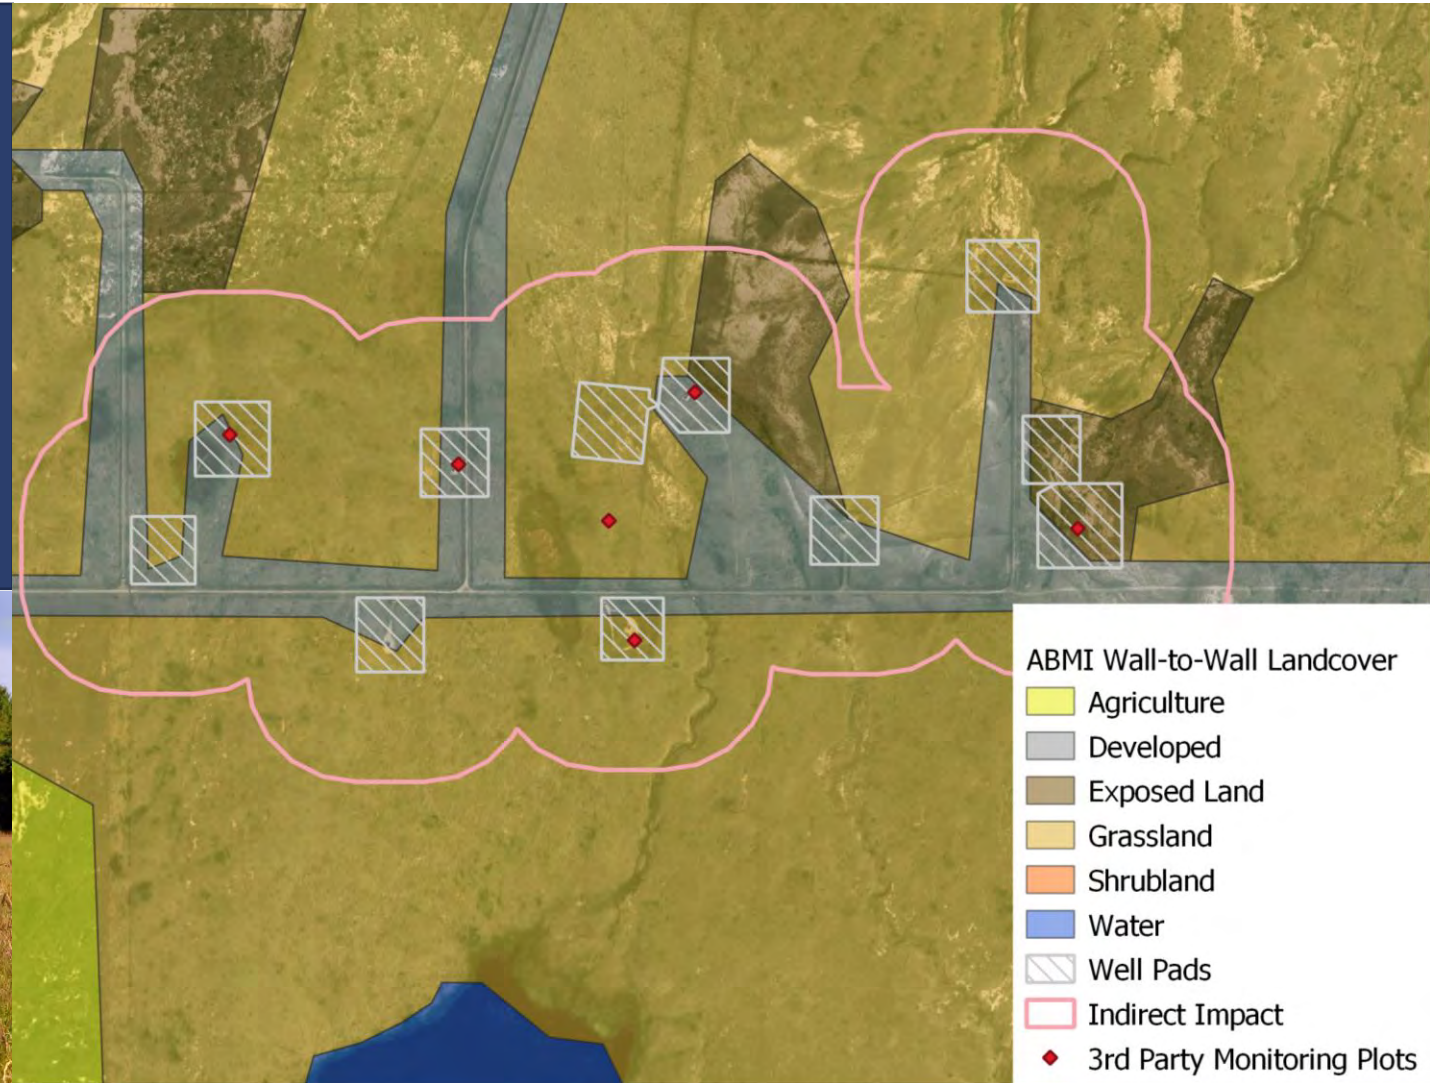 ABMI Wall-to-Wall Landcover
Agriculture
Developed
Exposed Land
Grassland
Shrubland
Water
Well Pads
Indirect Impact
3rd Party Monitoring Plots